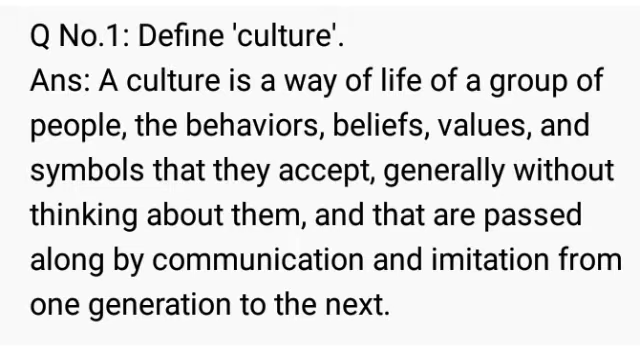 Q No.1: Define 'culture'.
Ans: A culture is a way of life of a group of
people, the behaviors, beliefs, values, and
symbols that they accept, generally without
thinking about them, and that are passed
along by communication and imitation from
one generation to the next.